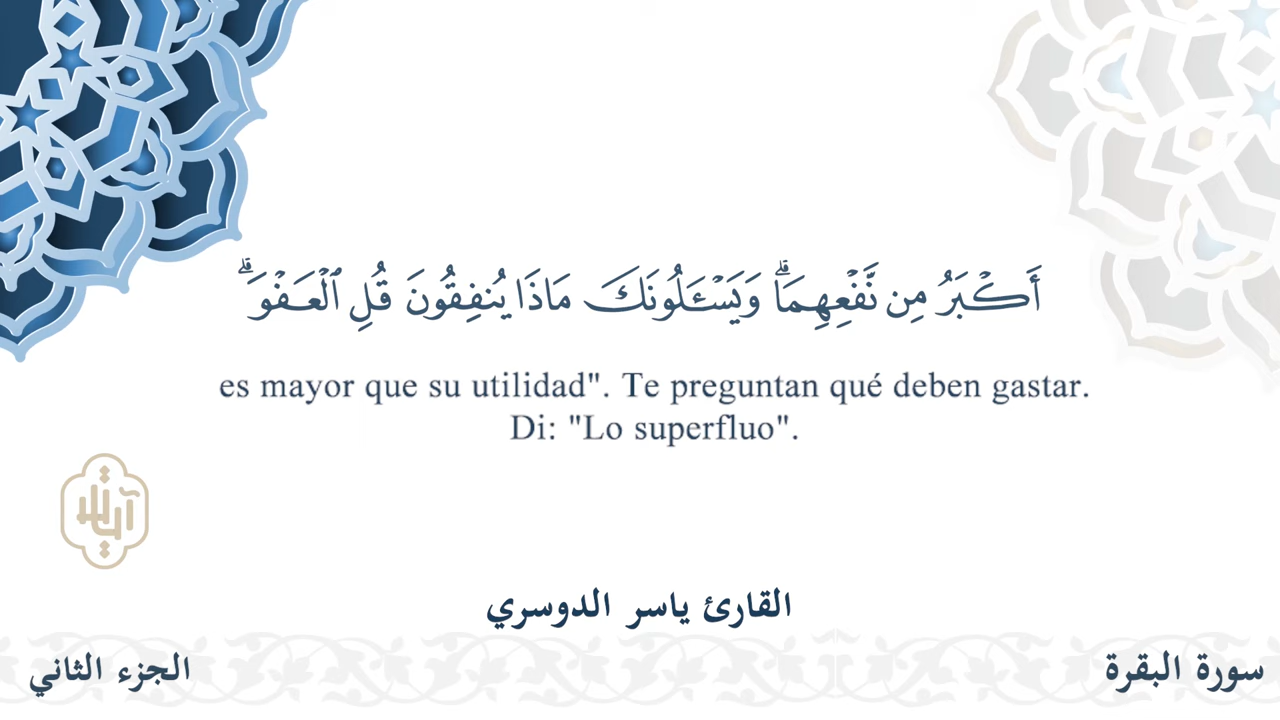 أَكْبَرُ مِن نَّفْعِهِمَاۗ وَيَسْـَٔلُونَكَ مَاذَا يُنفِقُونَ قُلِ ٱلْعَفْوَۗ
es mayor que su utilidad". Te preguntan qué deben gastar.
Di: "Lo superfluo".
القارئ ياسر الدوسري
سورة البقرة
الجزء الثاني